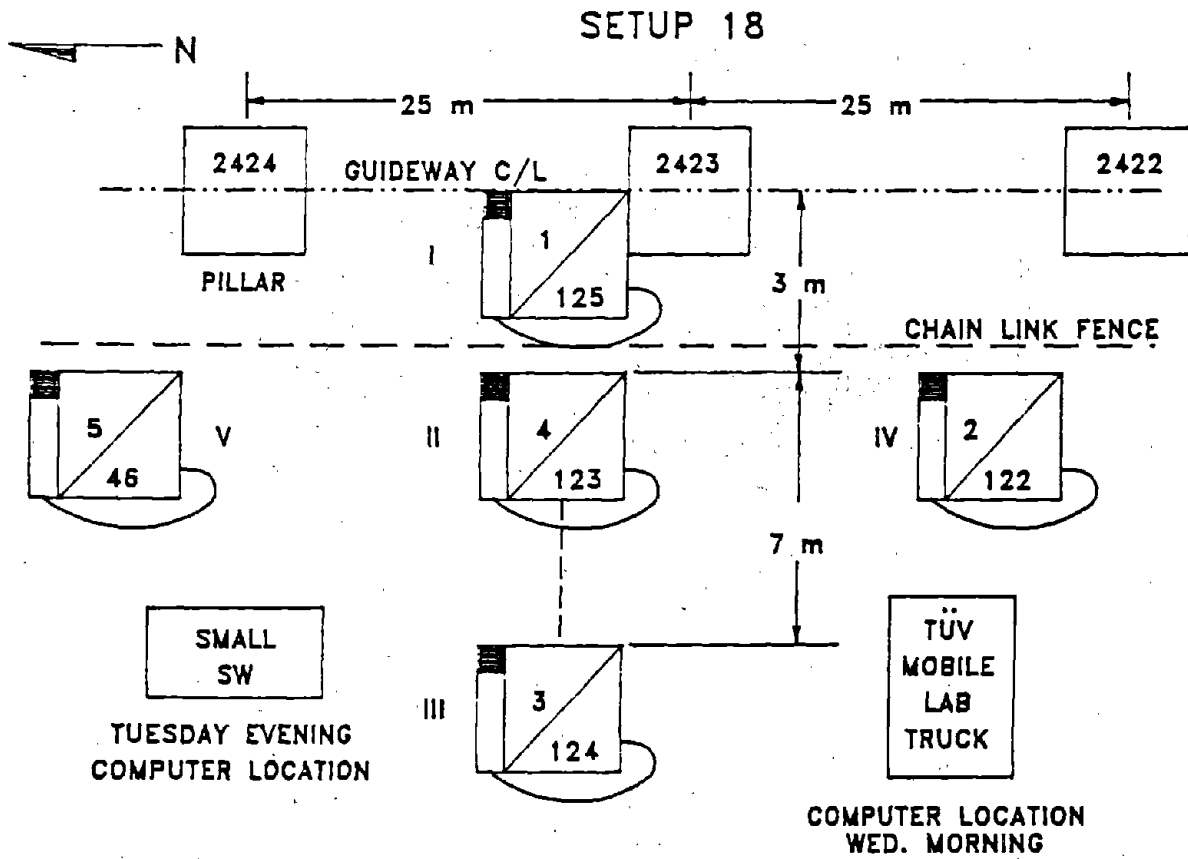 SETUP 18
N
25 m
25 m
2424
GUIDEWAY C/L
2423
2422
1
I
125
PILLAR
3 m
CHAIN LINK FENCE
5
V
46
II
4
123
IV
2
122
7 m
SMALL
SW
TUESDAY EVENING
COMPUTER LOCATION
III
3
124
TÜV
MOBILE
LAB
TRUCK
COMPUTER LOCATION
WED. MORNING